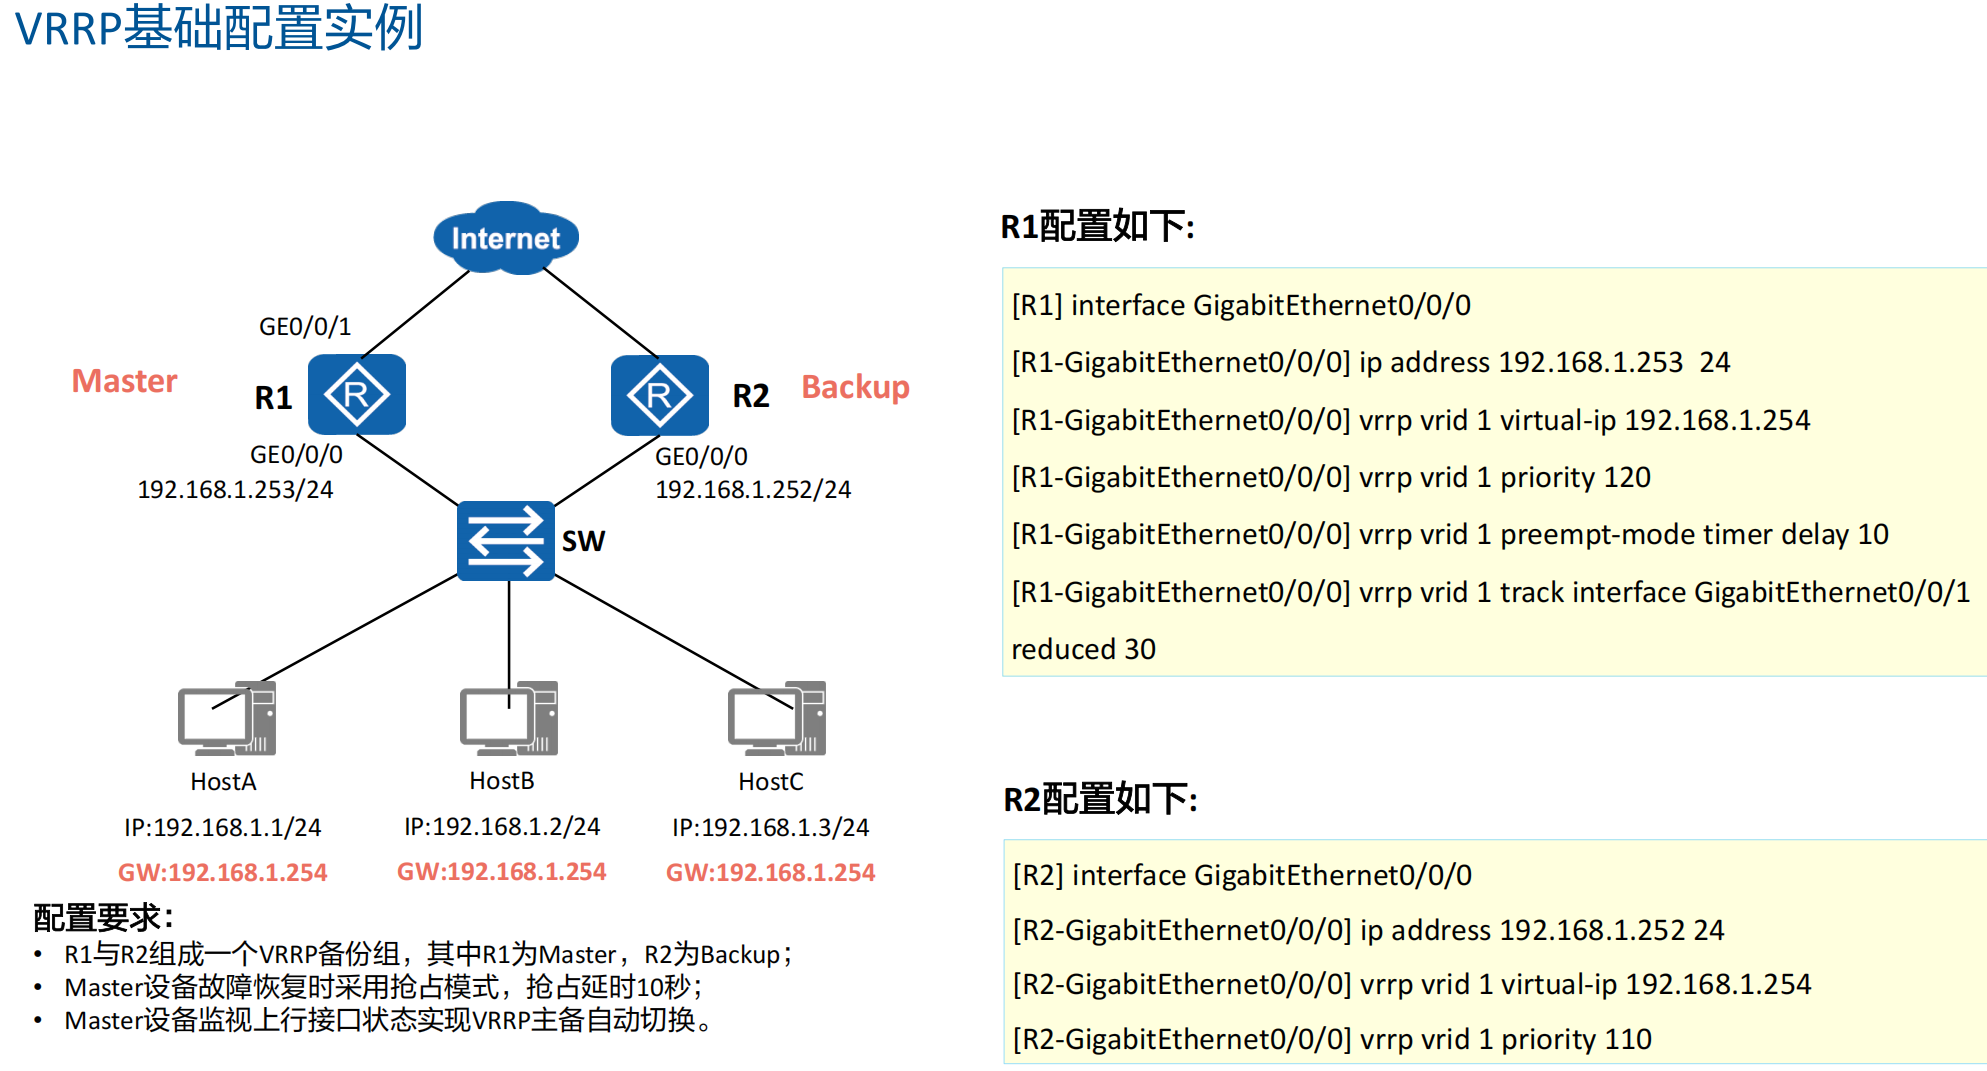 VRRP基础配置实例
Internet
GE0/0/1
Master
R1
R
R
R2
Backup
GE0/0/0
192.168.1.253/24
GE0/0/0
192.168.1.252/24
SW
HostA
HostB
HostC
IP:192.168.1.1/24
IP:192.168.1.2/24
IP:192.168.1.3/24
GW:192.168.1.254
GW:192.168.1.254
GW:192.168.1.254
配置要求：
• R1与R2组成一个VRRP备份组，其中R1为Master，R2为Backup；
• Master设备故障恢复时采用抢占模式，抢占延时10秒；
• Master设备监视上行接口状态实现VRRP主备自动切换。
R1配置如下:
[R1] interface GigabitEthernet0/0/0
[R1-GigabitEthernet0/0/0] ip address 192.168.1.253  24
[R1-GigabitEthernet0/0/0] vrrp vrid 1 virtual-ip 192.168.1.254
[R1-GigabitEthernet0/0/0] vrrp vrid 1 priority 120
[R1-GigabitEthernet0/0/0] vrrp vrid 1 preempt-mode timer delay 10
[R1-GigabitEthernet0/0/0] vrrp vrid 1 track interface GigabitEthernet0/0/1
reduced 30
R2配置如下:
[R2] interface GigabitEthernet0/0/0
[R2-GigabitEthernet0/0/0] ip address 192.168.1.252 24
[R2-GigabitEthernet0/0/0] vrrp vrid 1 virtual-ip 192.168.1.254
[R2-GigabitEthernet0/0/0] vrrp vrid 1 priority 110